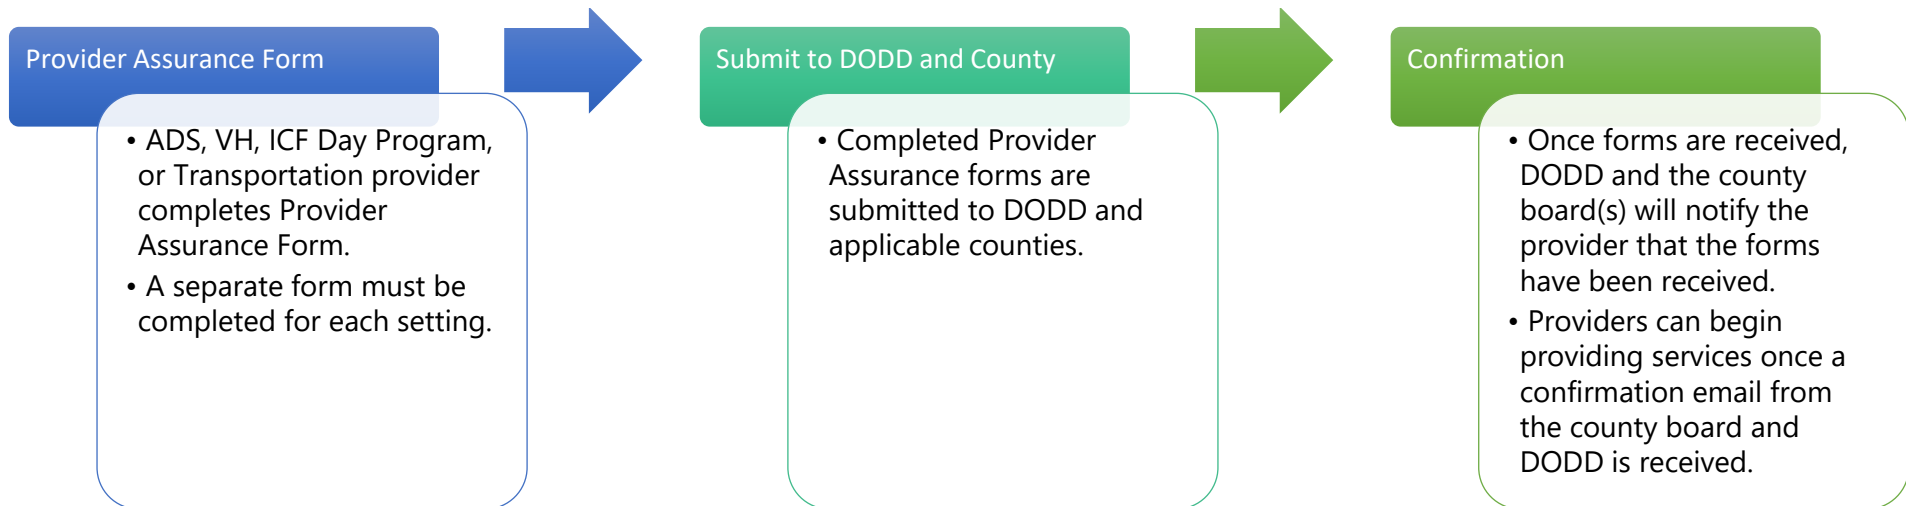 Provider Assurance Form
• ADS, VH, ICF Day Program,
or Transportation provider
completes Provider
Assurance Form.
• A separate form must be
completed for each setting.
Submit to DODD and County
• Completed Provider
Assurance forms are
submitted to DODD and
applicable counties.
Confirmation
• Once forms are received,
DODD and the county
board(s) will notify the
provider that the forms
have been received.
• Providers can begin
providing services once a
confirmation email from
the county board and
DODD is received.